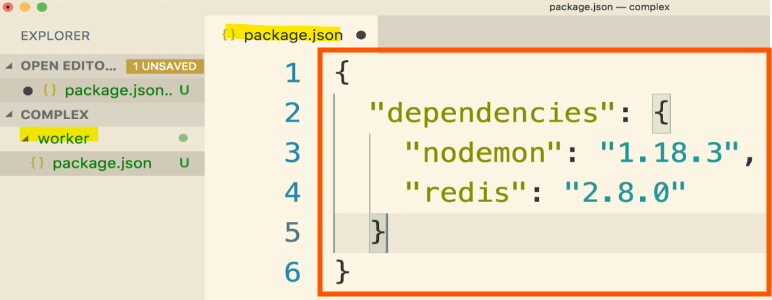 package.json — complex
EXPLORER
OPEN EDITO... 1 UNSAVED
{} package.json.. U
COMPLEX
worker
{} package.json U
{} package.json
1 {
2 "dependencies": {
3 "nodemon": "1.18.3",
4 "redis": "2.8.0"
5 }
6 }